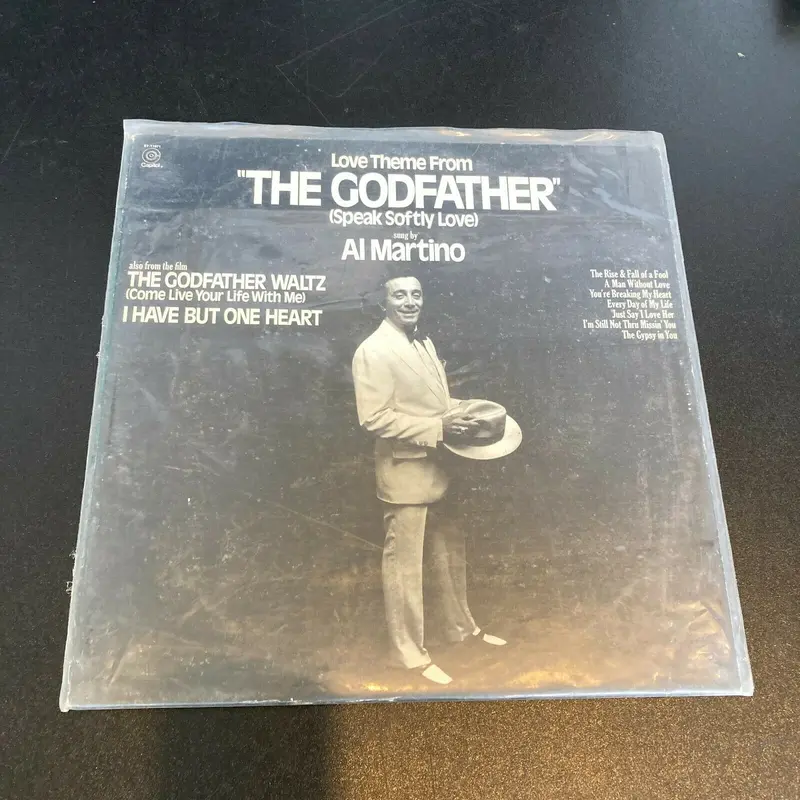 Capitol
Love Theme From
"THE GODFATHER"
(Speak Softly Love)
sung by
Al Martino
also from the film
THE GODFATHER WALTZ
(Come Live Your Life With Me)
I HAVE BUT ONE HEART
The Rise & Fall of a Fool
A Man Without Love
You're Breaking My Heart
Every Day of My Life
Just Say I Love Her
I'm Still Not Thru Missin' You
The Gypsy in You